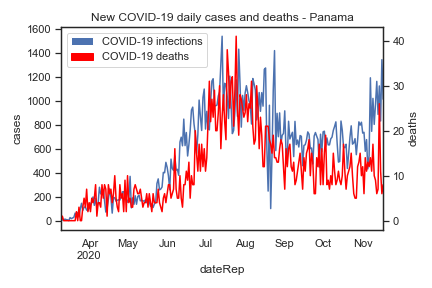 New COVID-19 daily cases and deaths - Panama
COVID-19 infections
COVID-19 deaths
1600
1400
1200
1000
800
600
400
200
0
cases
40
30
20
10
0
deaths
Apr May Jun Jul Aug Sep Oct Nov
2020
dateRep